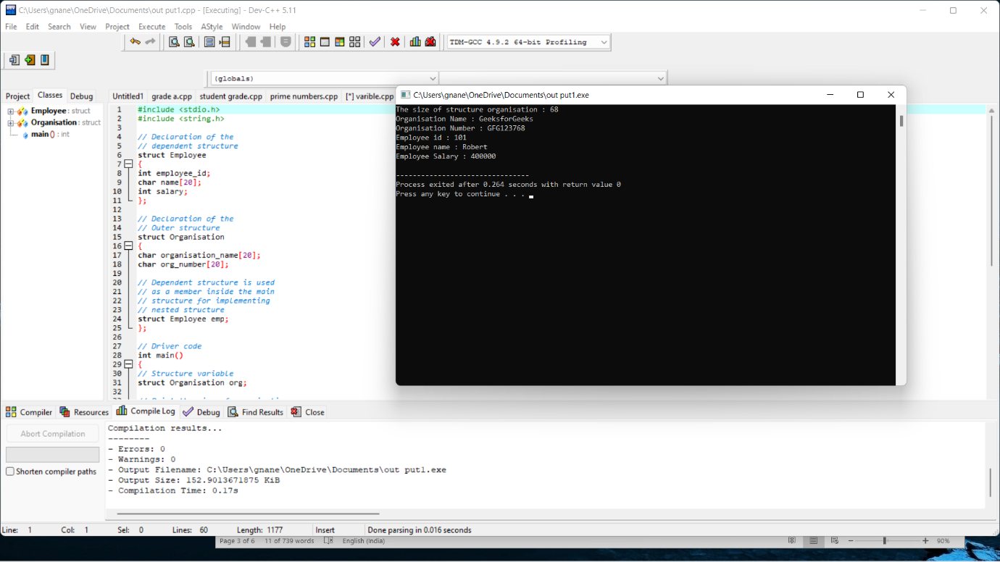 C:\Users\gnane\OneDrive\Documents\out put1.cpp - [Executing] - Dev-C++ 5.11
File Edit Search View Project Execute Tools AStyle Window Help
TDM-GCC 4.9.2 64-bit Profiling
(globals)
Project Classes Debug
Untitled1 grade a.cpp student grade.cpp prime numbers.cpp [*] varible.cpp
Employee : struct
Organisation : struct
main () : int
1 #include <stdio.h>
2 #include <string.h>
3
4 // Declaration of the
5 // dependent structure
6 struct Employee
7 {
8 int employee_id;
9 char name[20];
10 int salary;
11 };
12
13 // Declaration of the
14 // Outer structure
15 struct Organisation
16 {
17 char organisation_name[20];
18 char org_number[20];
19
20 // Dependent structure is used
21 // as a member inside the main
22 // structure for implementing
23 // nested structure
24 struct Employee emp;
25 };
26
27 // Driver code
28 int main()
29 {
30 // Structure variable
31 struct Organisation org;
32
C:\Users\gnane\OneDrive\Documents\out put1.exe
The size of structure organisation : 68
Organisation Name : GeeksforGeeks
Organisation Number : GFG123768
Employee id : 101
Employee name : Robert
Employee Salary : 400000
--------------------------------
Process exited after 0.264 seconds with return value 0
Press any key to continue . . .
Compiler Resources Compile Log Debug Find Results Close
Abort Compilation
Shorten compiler paths
Compilation results...
--------
- Errors: 0
- Warnings: 0
- Output Filename: C:\Users\gnane\OneDrive\Documents\out put1.exe
- Output Size: 152.9013671875 KiB
- Compilation Time: 0.17s
Line: 1 Col: 1 Sel: 0 Lines: 60 Length: 1177 Insert Done parsing in 0.016 seconds
Page 3 of 6 11 of 739 words English (India) 90%